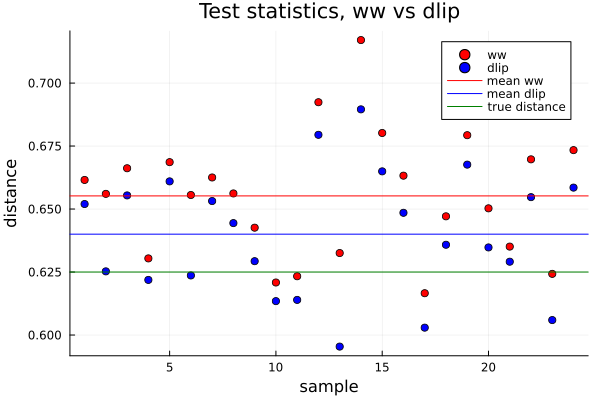 Test statistics, ww vs dlip
ww
dlip
mean ww
mean dlip
true distance
distance
0.700
0.675
0.650
0.625
0.600
5 10 15 20
sample